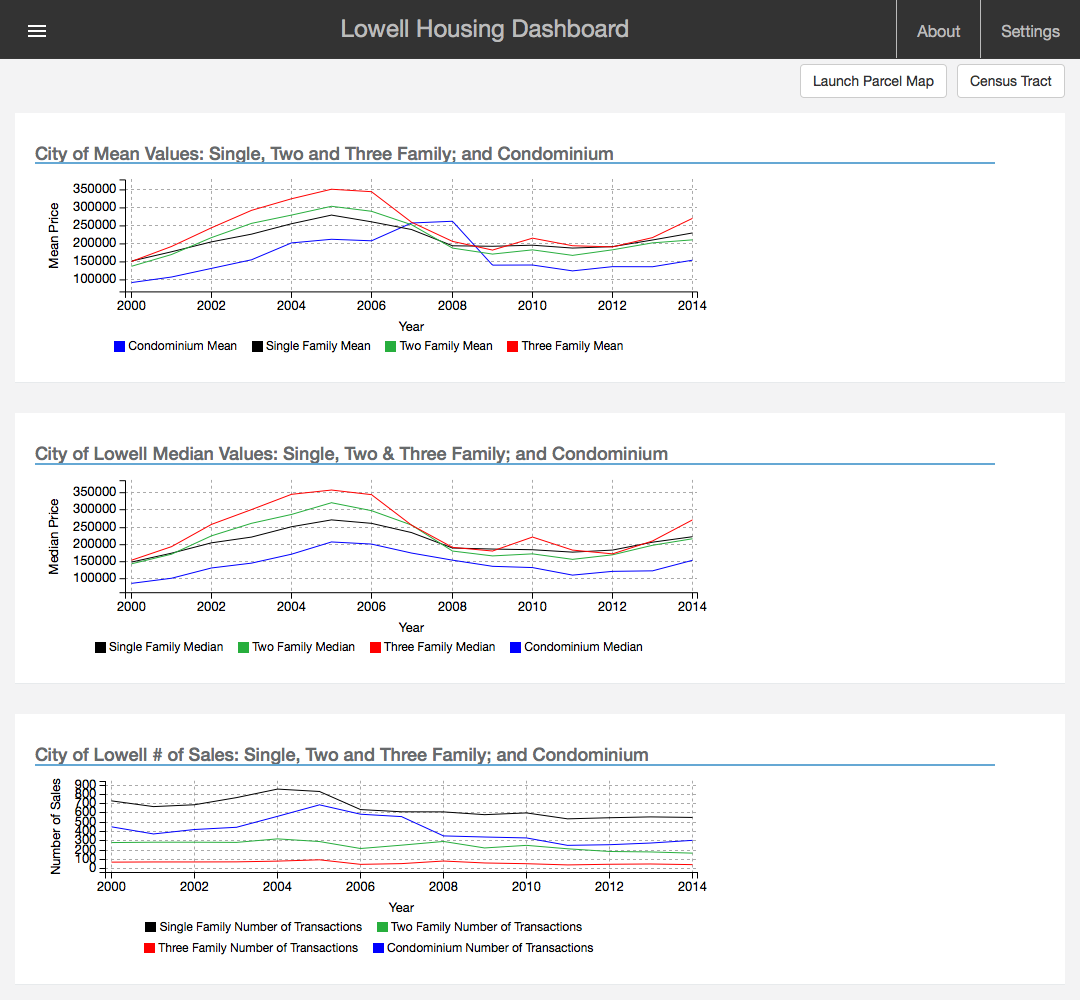 Lowell Housing Dashboard
About
Settings
Launch Parcel Map
Census Tract
City of Mean Values: Single, Two and Three Family; and Condominium
Mean Price
350000
300000
250000
200000
150000
100000
2000 2002 2004 2006 2008 2010 2012 2014
Year
Condominium Mean Single Family Mean Two Family Mean Three Family Mean
City of Lowell Median Values: Single, Two & Three Family; and Condominium
Median Price
350000
300000
250000
200000
150000
100000
2000 2002 2004 2006 2008 2010 2012 2014
Year
Single Family Median Two Family Median Three Family Median Condominium Median
City of Lowell # of Sales: Single, Two and Three Family; and Condominium
Number of Sales
900
800
700
600
500
400
300
200
100
0
2000 2002 2004 2006 2008 2010 2012 2014
Year
Single Family Number of Transactions Two Family Number of Transactions
Three Family Number of Transactions Condominium Number of Transactions